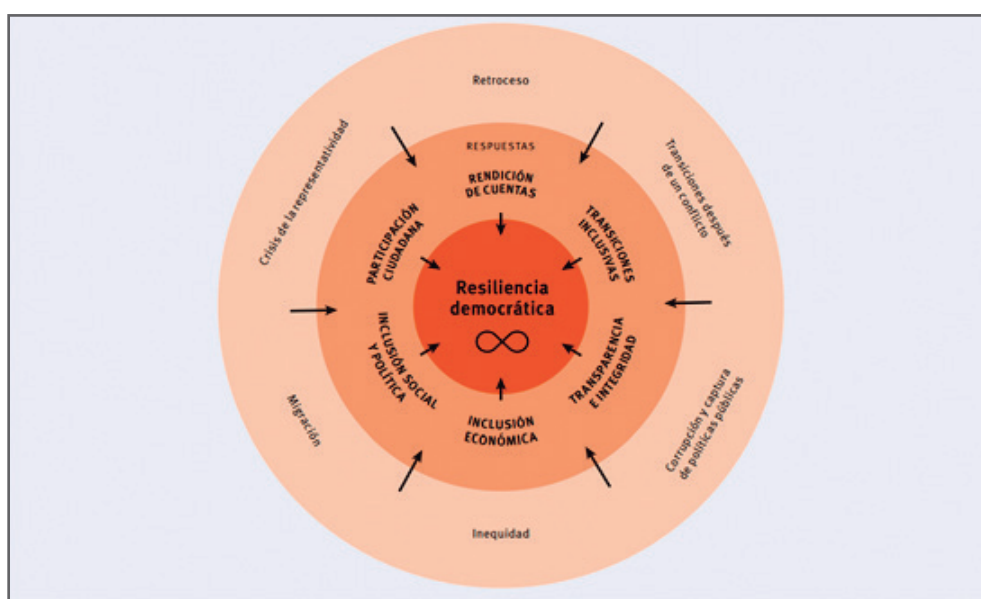 Retroceso
Crisis de la representatividad
Transiciones después
de un conflicto
RESPUESTAS
RENDICIÓN
DE CUENTAS
PARTICIPACIÓN
CIUDADANA
TRANSICIONES
INCLUSIVAS
Resiliencia
democrática
INCLUSIÓN SOCIAL
Y POLÍTICA
TRANSPARENCIA
E INTEGRIDAD
INCLUSIÓN
ECONÓMICA
Migración
Corrupción y captura
de políticas públicas
Inequidad